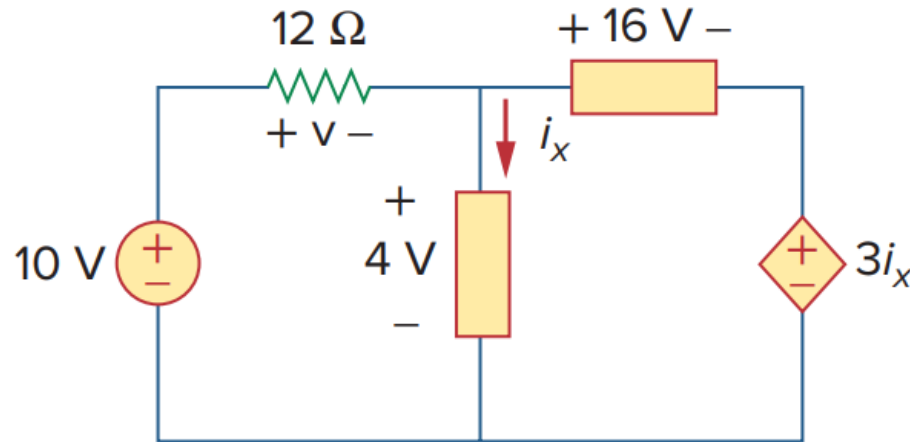 12 Ω
+ v –
+ 16 V –
i_x
+
4 V
–
10 V
+
–
+
–
3i_x